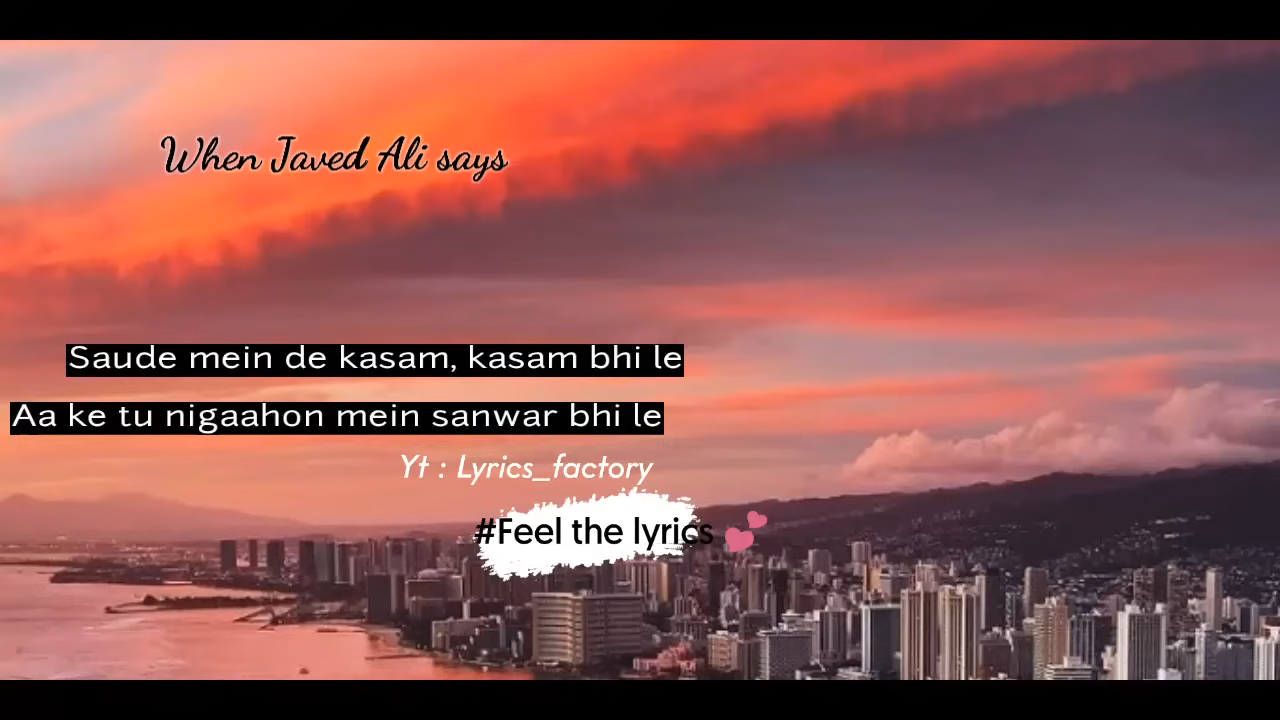 When Javed Ali says
Saude mein de kasam, kasam bhi le
Aa ke tu nigaahon mein sanwar bhi le
Yt : Lyrics_factory
#Feel the lyrics 💕